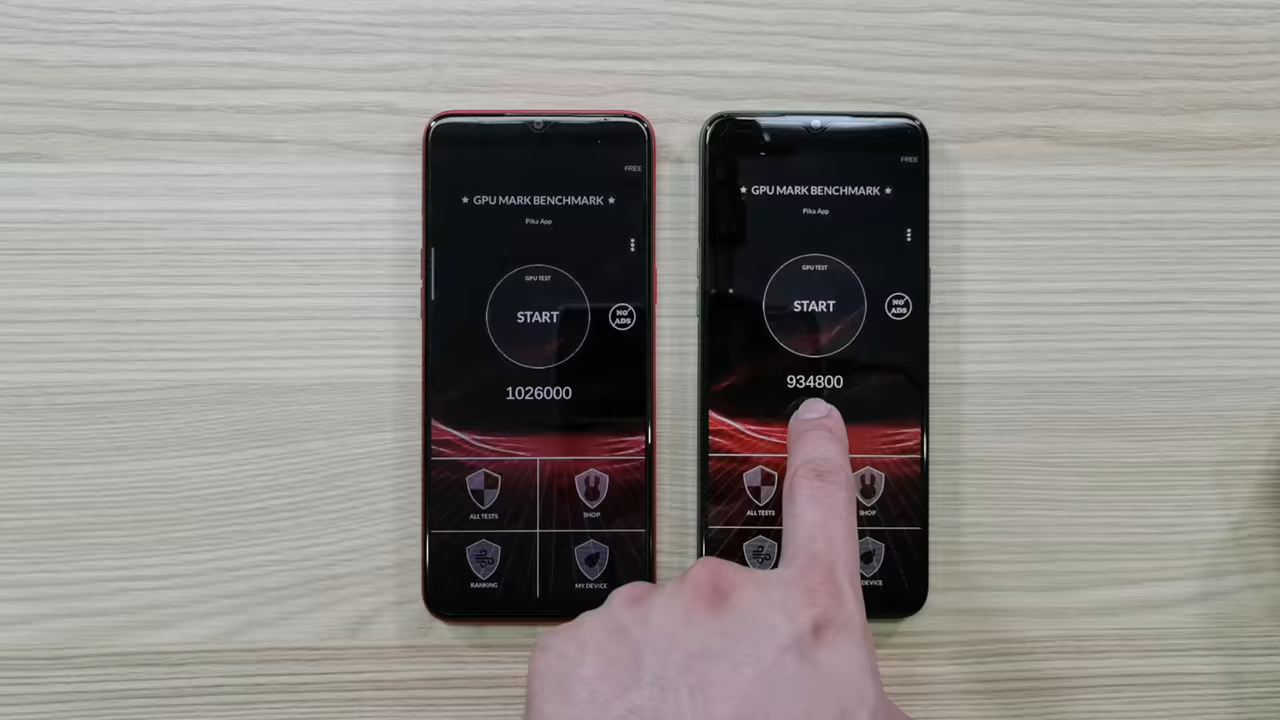 FREE
★ GPU MARK BENCHMARK ★
Pika App
GPU TEST
START
NO ADS
1026000
ALL TESTS
SHOP
RANKING
MY DEVICE
FREE
★ GPU MARK BENCHMARK ★
Pika App
GPU TEST
START
NO ADS
934800
ALL TESTS
SHOP
DEVICE